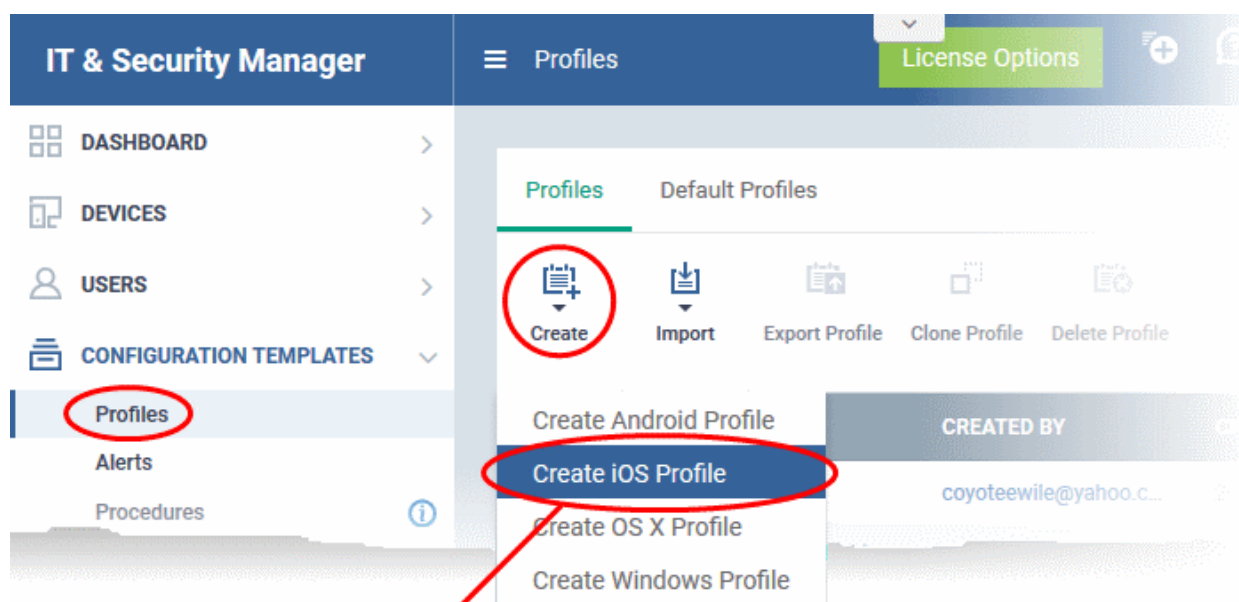 IT & Security Manager
Profiles
License Options
DASHBOARD
DEVICES
USERS
CONFIGURATION TEMPLATES
Profiles
Alerts
Procedures
Profiles Default Profiles
Create Import Export Profile Clone Profile Delete Profile
Create Android Profile
Create iOS Profile
Create OS X Profile
Create Windows Profile
CREATED BY
coyoteewile@yahoo.c...